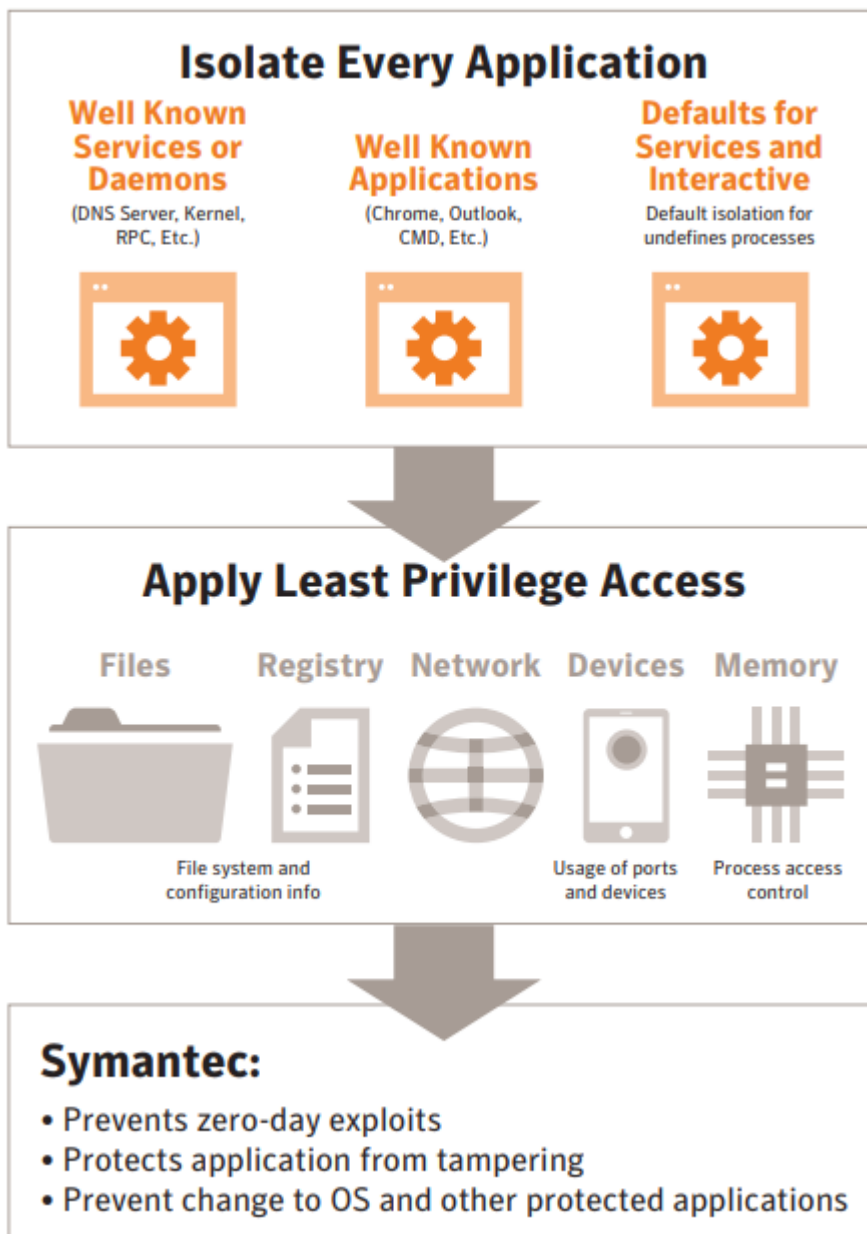 Isolate Every Application
Well Known
Services or
Daemons
(DNS Server, Kernel,
RPC, Etc.)
Well Known
Applications
(Chrome, Outlook,
CMD, Etc.)
Defaults for
Services and
Interactive
Default isolation for
undefines processes
Apply Least Privilege Access
Files
Registry
Network
Devices
Memory
File system and
configuration info
Usage of ports
and devices
Process access
control
Symantec:
• Prevents zero-day exploits
• Protects application from tampering
• Prevent change to OS and other protected applications